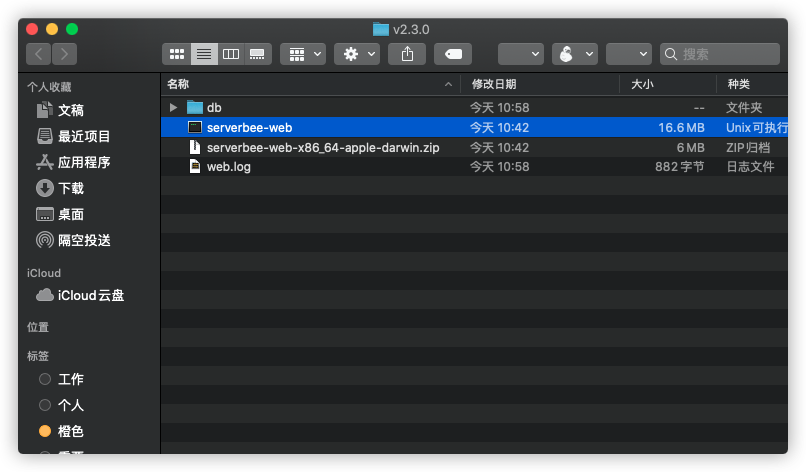 v2.3.0
搜索
个人收藏
文稿
最近项目
应用程序
下载
桌面
隔空投送
iCloud
iCloud云盘
位置
标签
工作
个人
橙色
名称 修改日期 大小 种类
db 今天 10:58 -- 文件夹
serverbee-web 今天 10:42 16.6 MB Unix可执行
serverbee-web-x86_64-apple-darwin.zip 今天 10:42 6 MB ZIP归档
web.log 今天 10:58 882 字节 日志文件